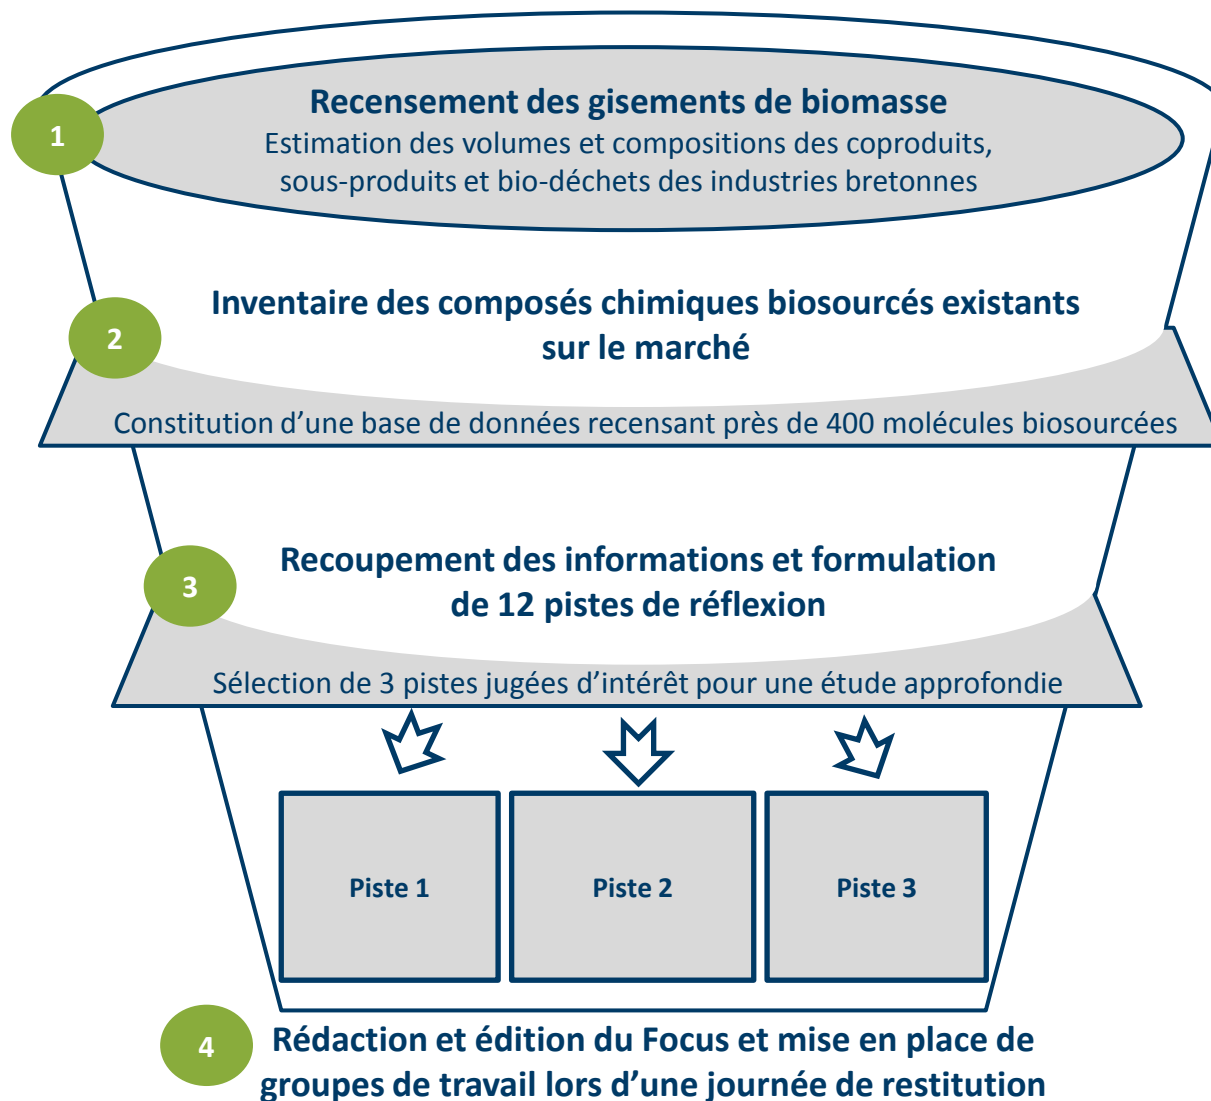 1
Recensement des gisements de biomasse
Estimation des volumes et compositions des coproduits,
sous-produits et bio-déchets des industries bretonnes
2
Inventaire des composés chimiques biosourcés existants
sur le marché
Constitution d’une base de données recensant près de 400 molécules biosourcées
3
Recoupement des informations et formulation
de 12 pistes de réflexion
Sélection de 3 pistes jugées d’intérêt pour une étude approfondie
Piste 1
Piste 2
Piste 3
4
Rédaction et édition du Focus et mise en place de
groupes de travail lors d’une journée de restitution